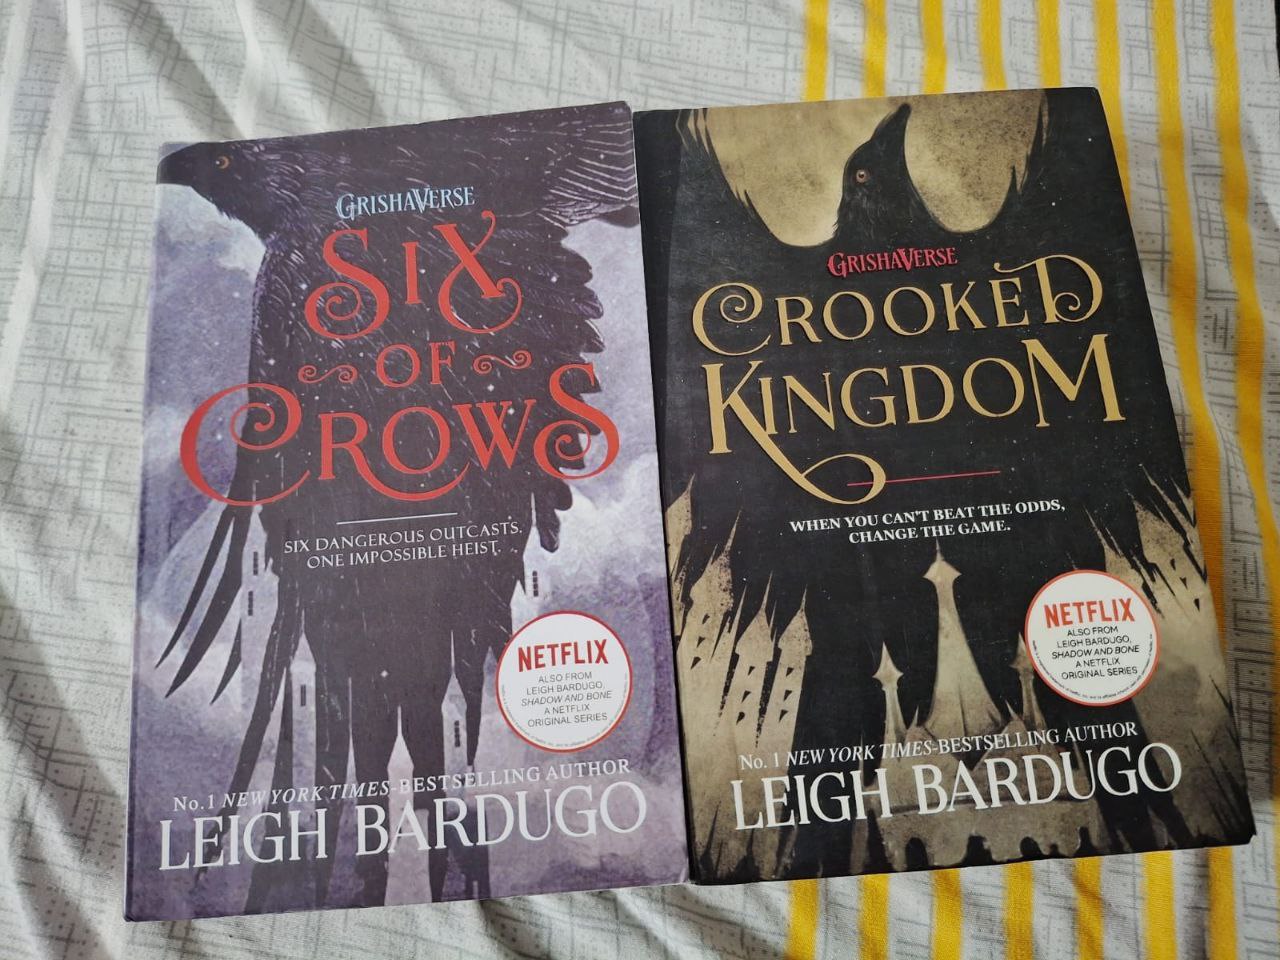 GRISHAVERSE
SIX
OF
CROWS
SIX DANGEROUS OUTCASTS.
ONE IMPOSSIBLE HEIST.
NETFLIX
ALSO FROM
LEIGH BARDUGO,
SHADOW AND BONE
A NETFLIX
ORIGINAL SERIES
No.1 NEW YORK TIMES-BESTSELLING AUTHOR
LEIGH BARDUGO
GRISHAVERSE
CROOKED
KINGDOM
WHEN YOU CAN'T BEAT THE ODDS,
CHANGE THE GAME.
NETFLIX
ALSO FROM
LEIGH BARDUGO,
SHADOW AND BONE
A NETFLIX
ORIGINAL SERIES
No. 1 NEW YORK TIMES-BESTSELLING AUTHOR
LEIGH BARDUGO